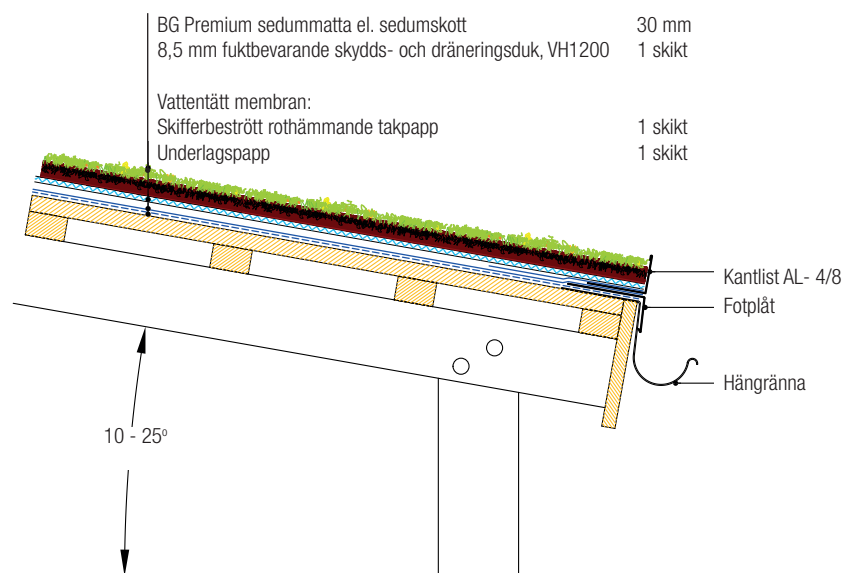 BG Premium sedummatta el. sedumskott 30 mm
8,5 mm fuktbevarande skydds- och dräneringsduk, VH1200 1 skikt
Vattentätt membran:
Skifferbestrött rothämmande takpapp 1 skikt
Underlagspapp 1 skikt
Kantlist AL- 4/8
Fotplåt
Hängränna
10 - 25º